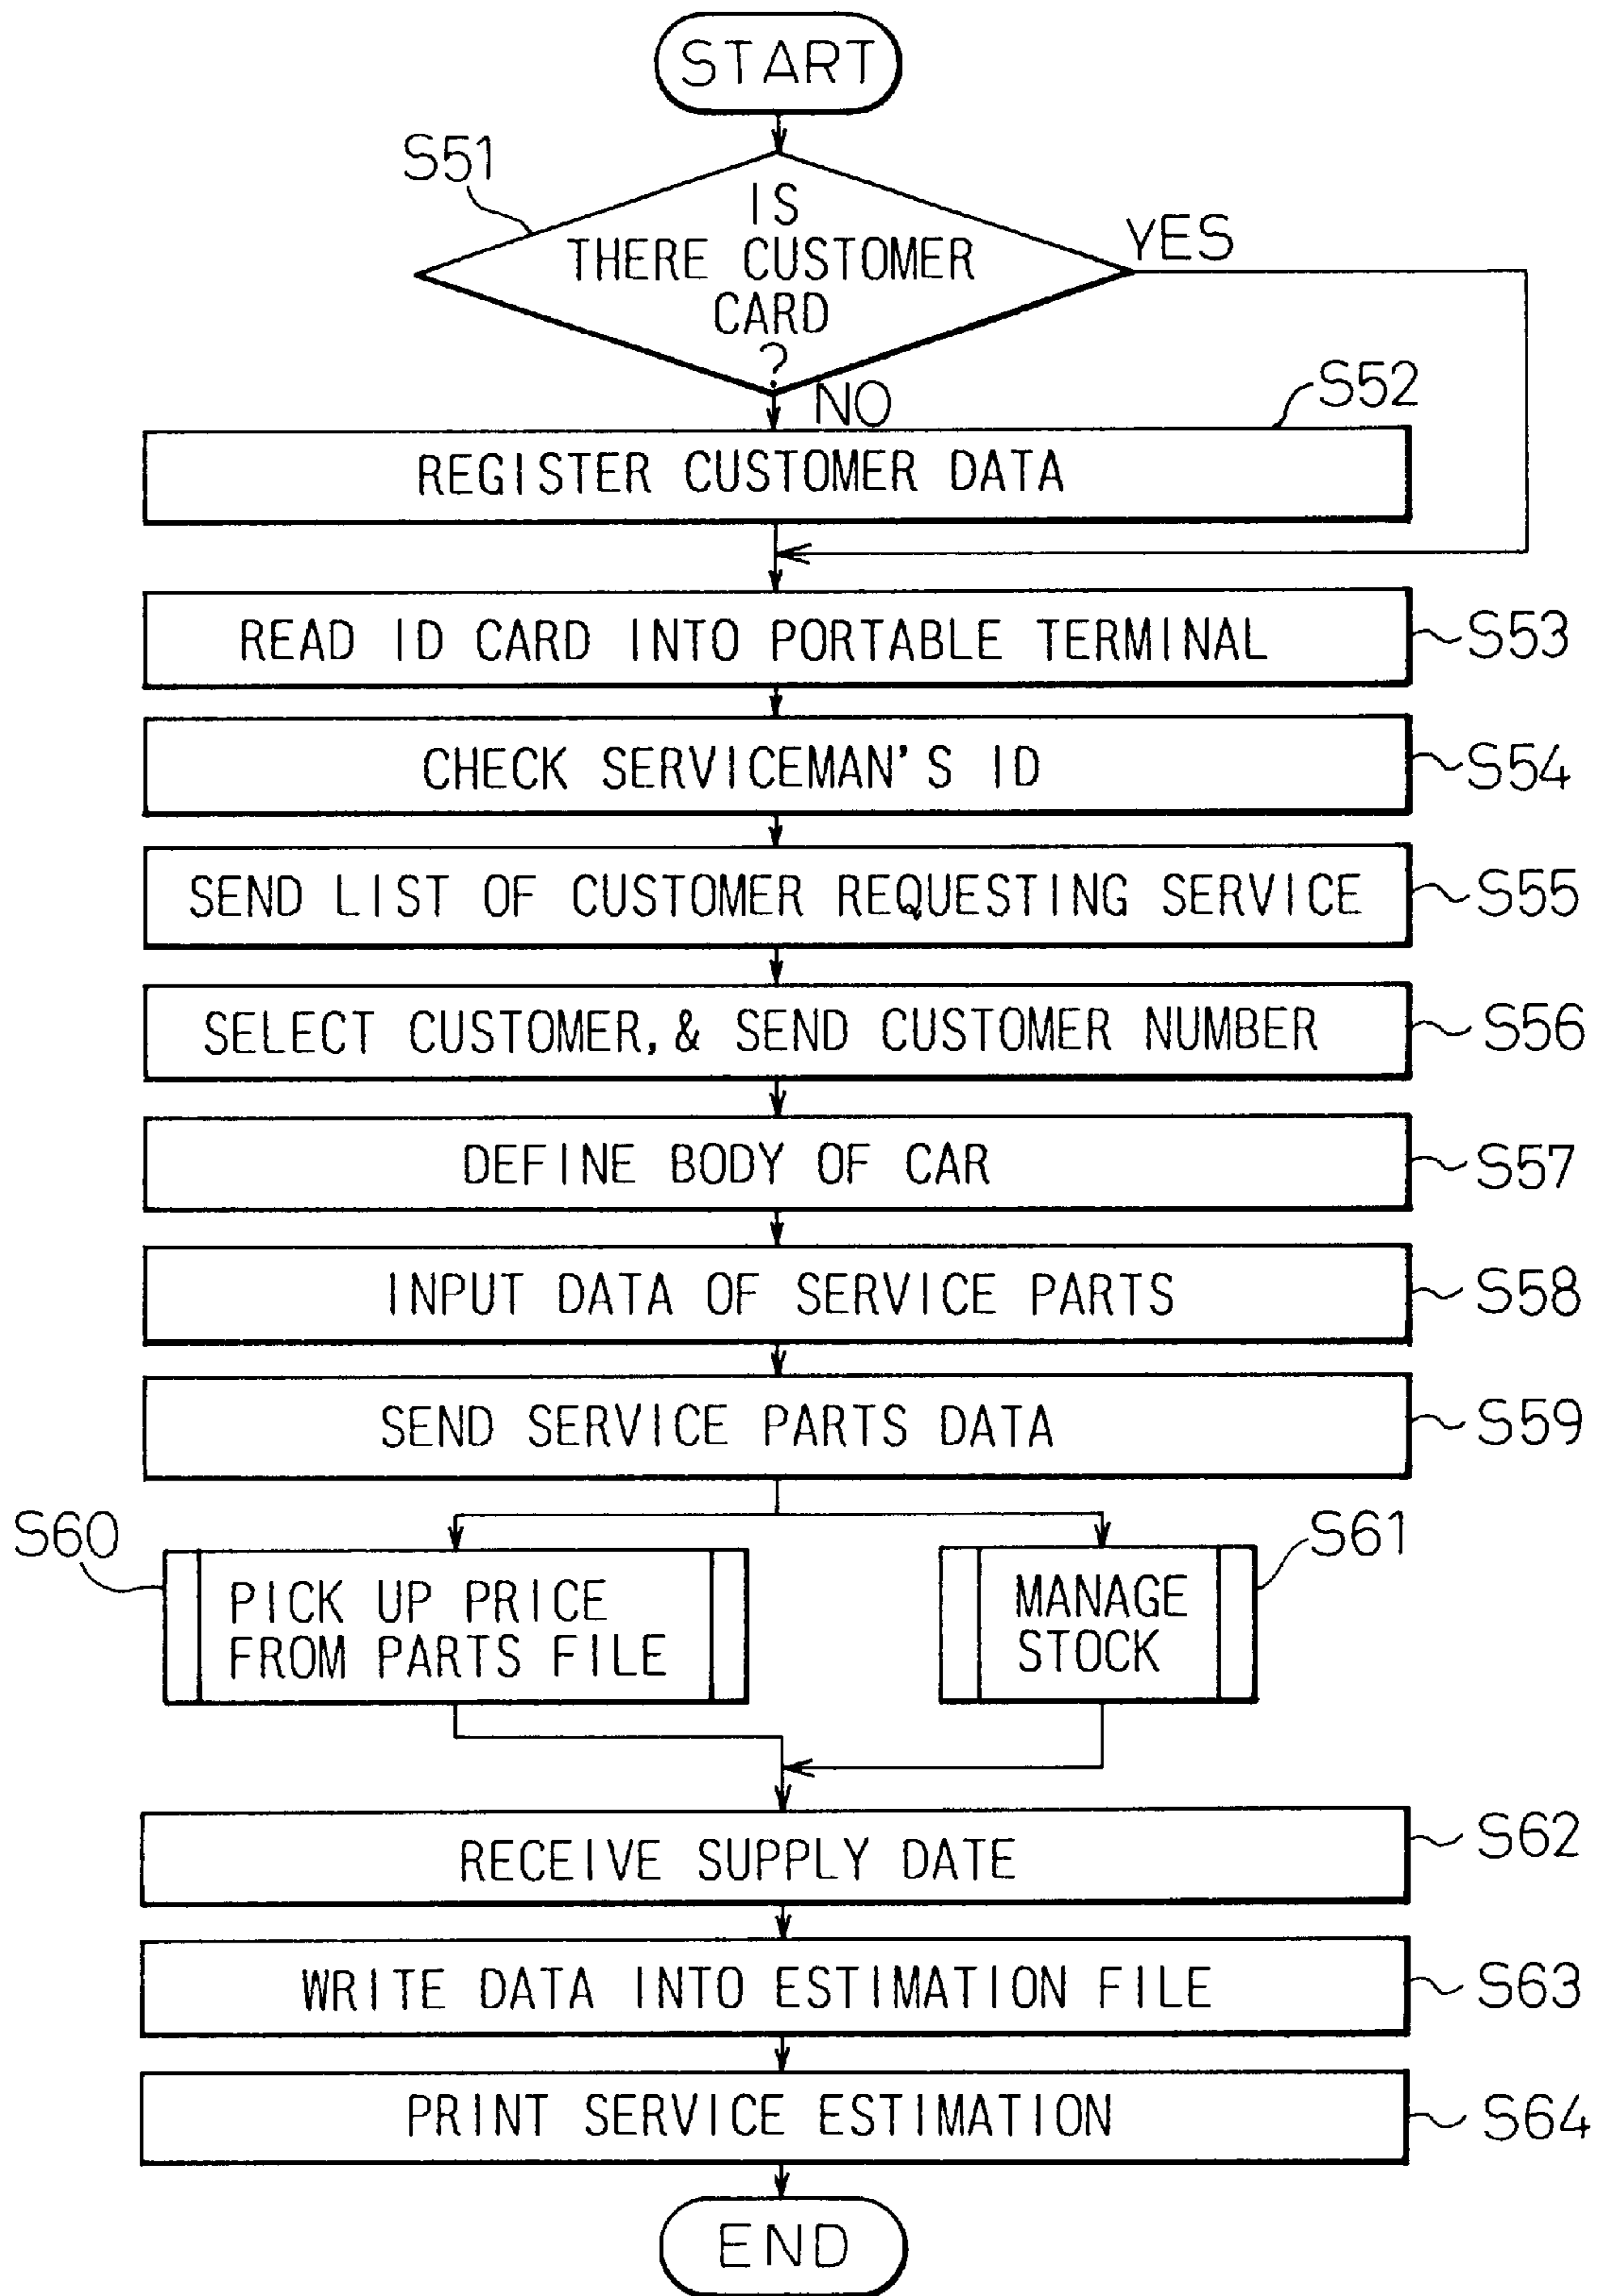 START
S51
IS
THERE CUSTOMER
CARD
?
YES
NO
S52
REGISTER CUSTOMER DATA
READ ID CARD INTO PORTABLE TERMINAL
S53
CHECK SERVICEMAN'S ID
S54
SEND LIST OF CUSTOMER REQUESTING SERVICE
S55
SELECT CUSTOMER, & SEND CUSTOMER NUMBER
S56
DEFINE BODY OF CAR
S57
INPUT DATA OF SERVICE PARTS
S58
SEND SERVICE PARTS DATA
S59
S60
PICK UP PRICE
FROM PARTS FILE
S61
MANAGE
STOCK
RECEIVE SUPPLY DATE
S62
WRITE DATA INTO ESTIMATION FILE
S63
PRINT SERVICE ESTIMATION
S64
END